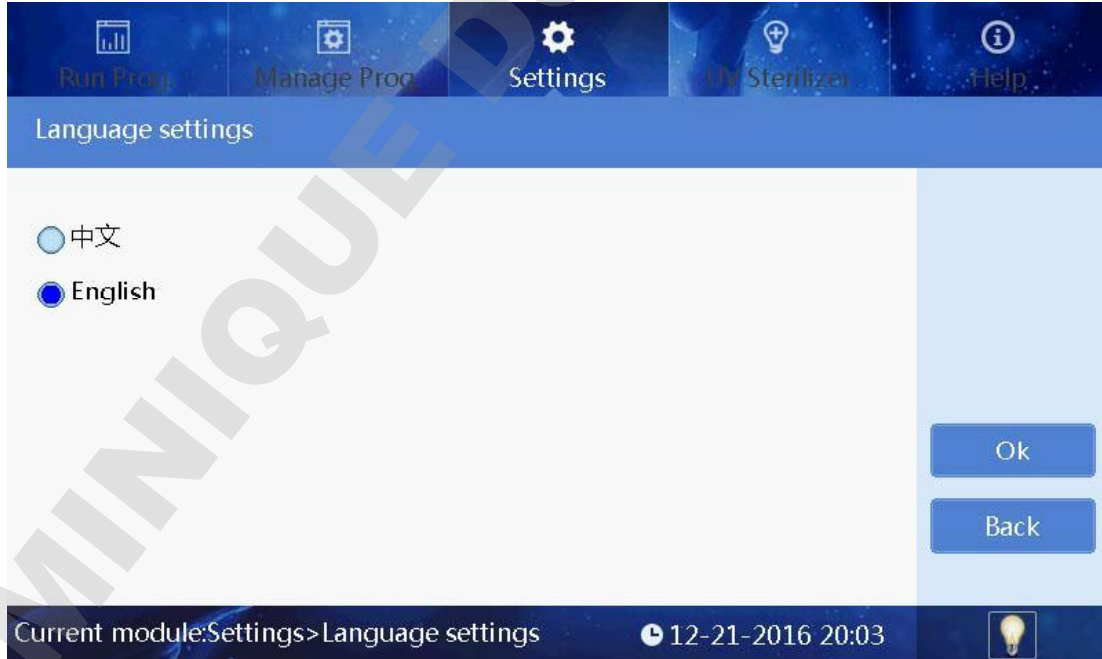 Run Prog.
Manage Prog.
Settings
UV Sterilizer
Help
Language settings
中文
English
Ok
Back
Current module:Settings>Language settings
12-21-2016 20:03
MINIQUE D